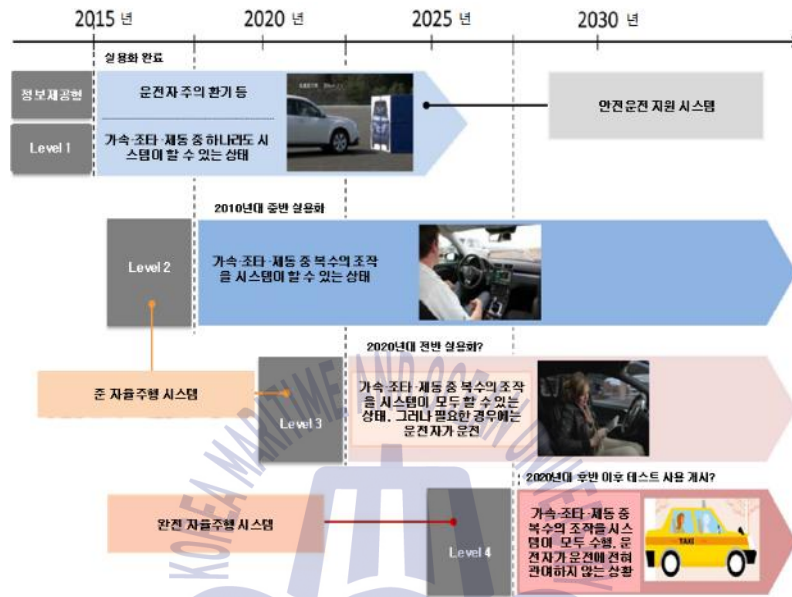 2015년 2020 년 2025 년 2030 년
실용화 완료
정보제공형
운전자 주의 환기 등
안전운전 지원 시스템
Level 1
가속·조타·제동 중 하나라도 시
스템이 할 수 있는 상태
2010년대 중반 실용화
Level 2
가속·조타·제동 중 복수의 조작
을 시스템이 할 수 있는 상태
2020년대 전반 실용화?
준 자율주행 시스템
Level 3
가속·조타·제동 중 복수의 조작
을 시스템이 모두 할 수 있는
상태, 그러나 필요한 경우에는
운전자가 운전
2020년대 후반 이후 테스트 사용 개시?
완전 자율주행 시스템
Level 4
가속·조타·제동 중
복수의 조작을 시스
템이 모두 수행, 운
전자가 운전에 전혀
관여하지 않는 상황
TAXI
KOREA MARITIME AND OCEAN UNIVE